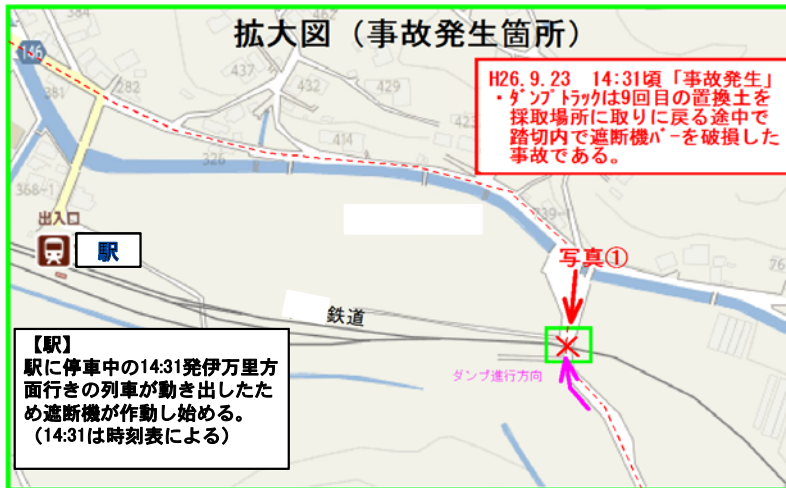 拡大図（事故発生箇所）
146
384
381
282
437
432
429
423
414
326
368-1
H26.9.23 14:31頃「事故発生」
・ダンプトラックは9回目の置換土を
採取場所に取りに戻る途中で
踏切内で遮断機バーを破損した
事故である。
739-1
出入口
駅
写真①
鉄道
ダンプ進行方向
【駅】
駅に停車中の14:31発伊万里方
面行きの列車が動き出したた
め遮断機が作動し始める。
（14:31は時刻表による）